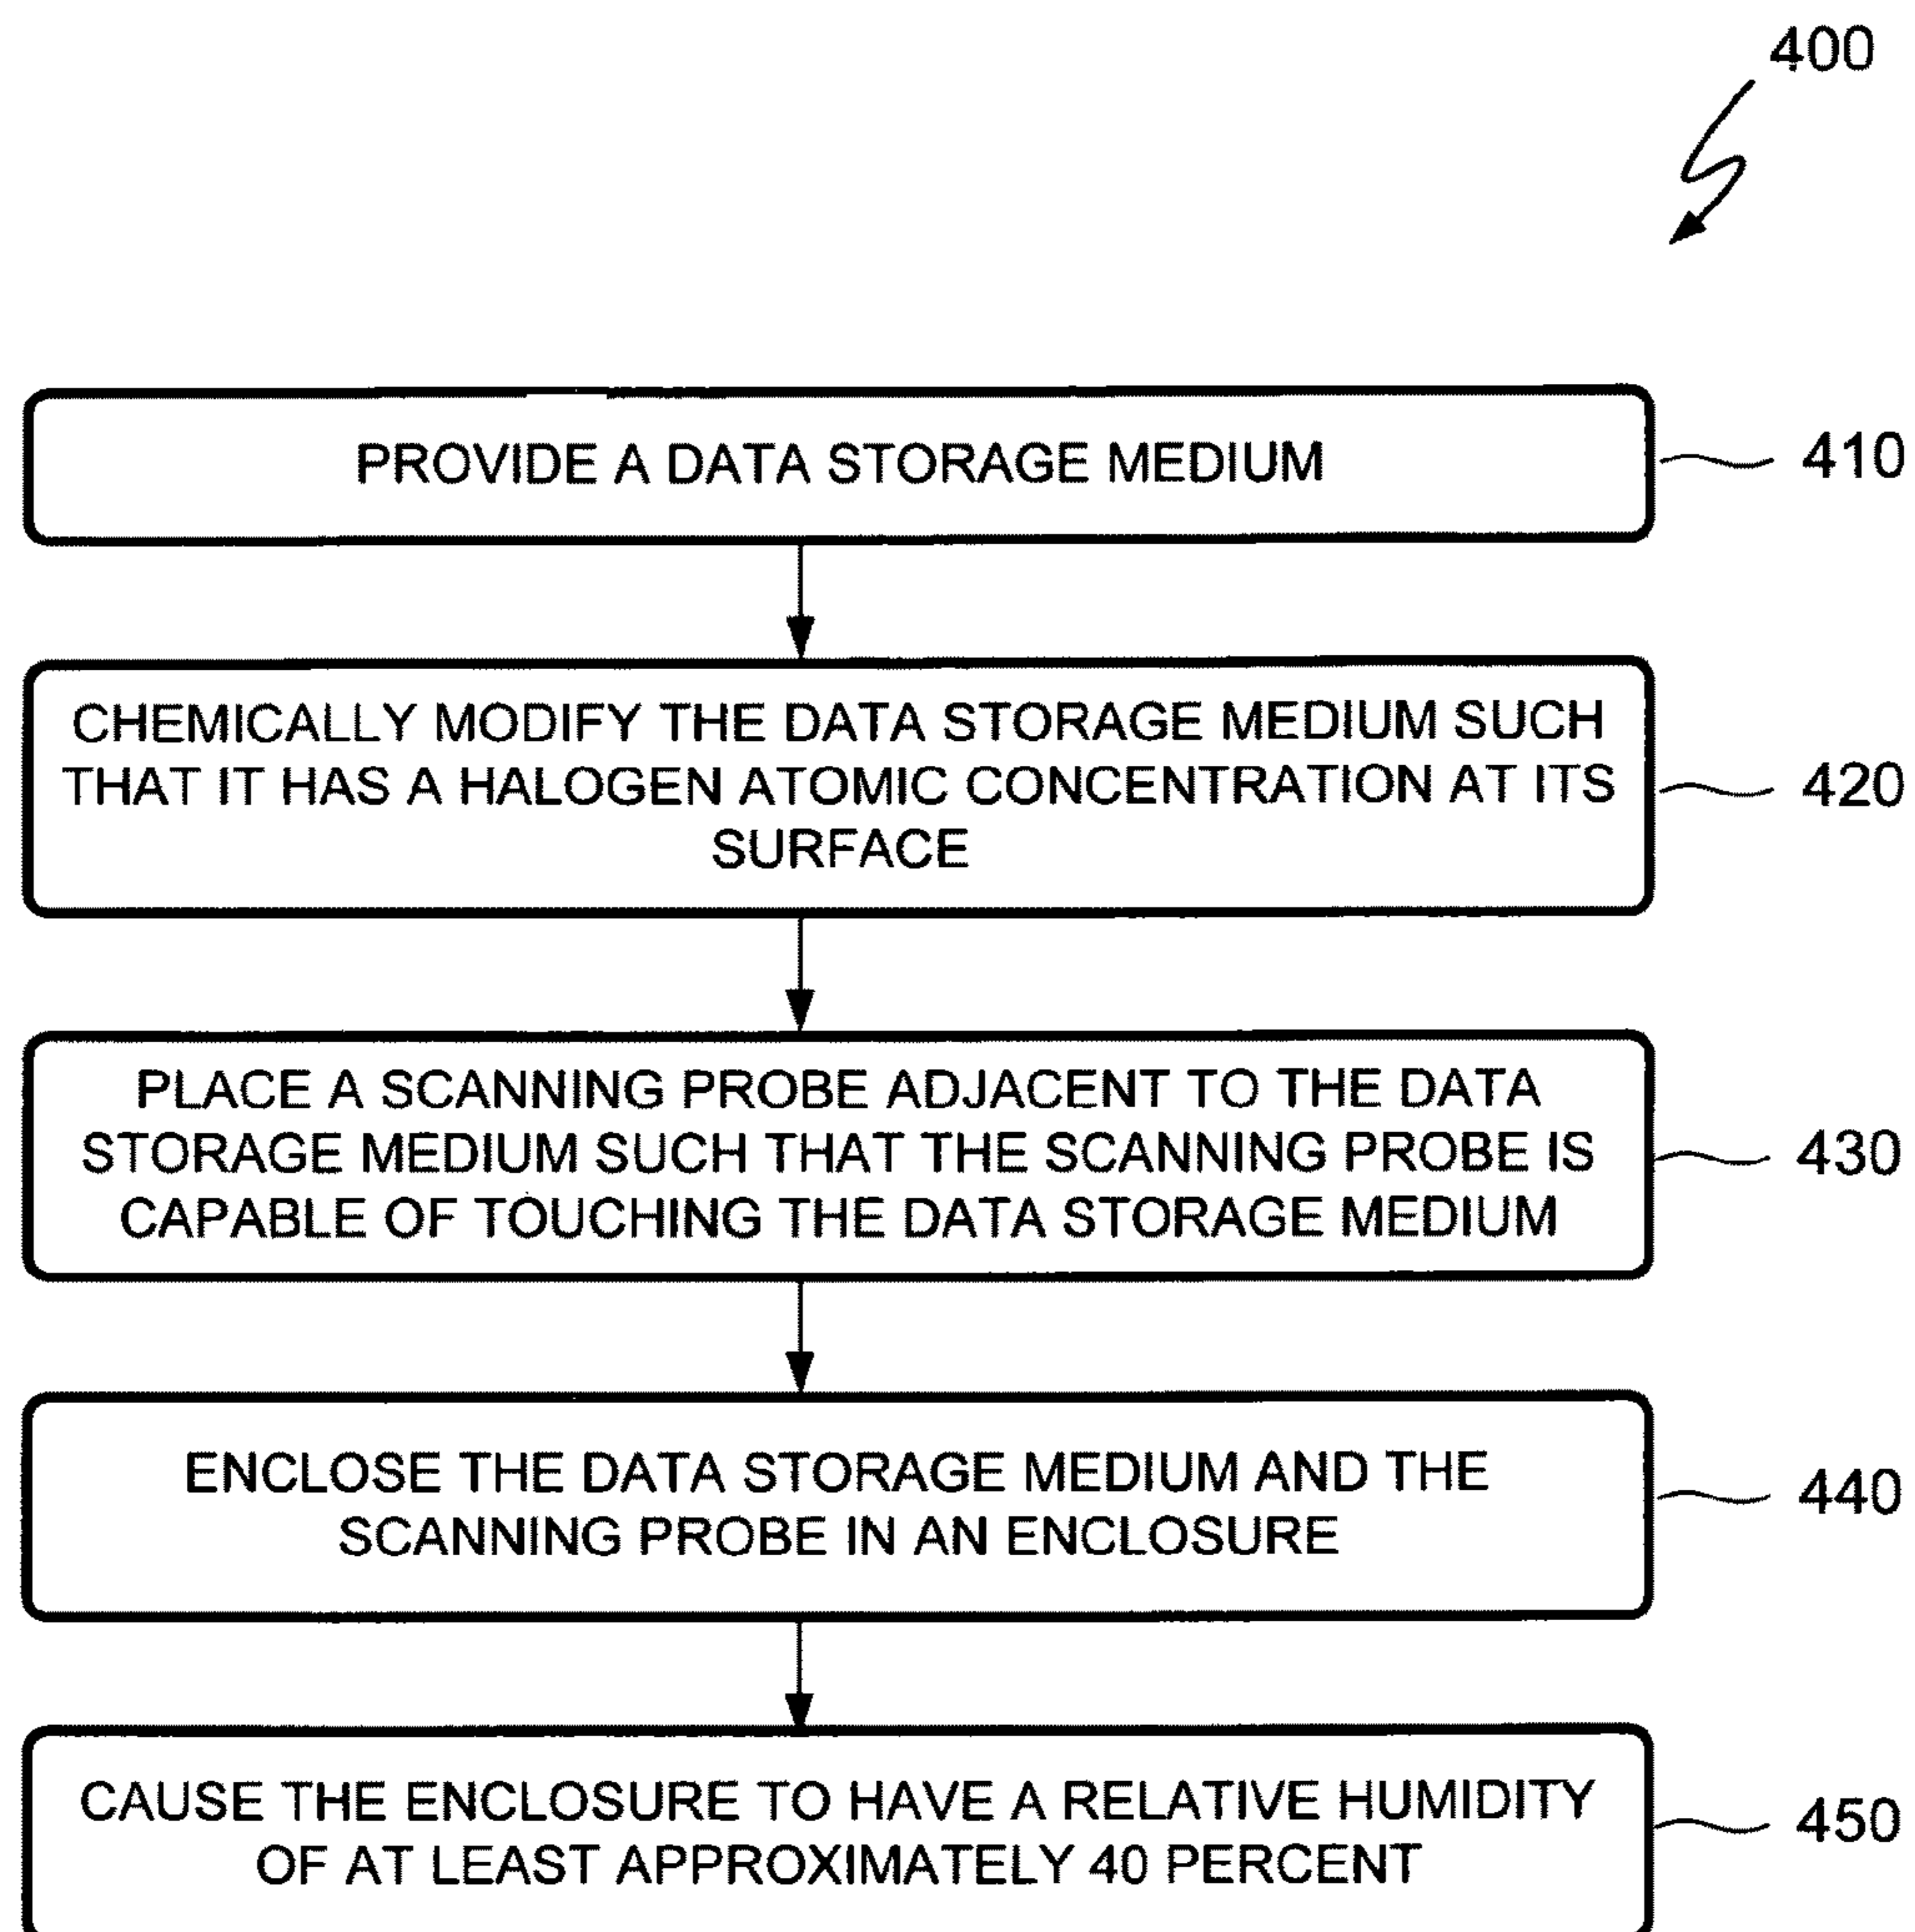 400
PROVIDE A DATA STORAGE MEDIUM
410
CHEMICALLY MODIFY THE DATA STORAGE MEDIUM SUCH
THAT IT HAS A HALOGEN ATOMIC CONCENTRATION AT ITS
SURFACE
420
PLACE A SCANNING PROBE ADJACENT TO THE DATA
STORAGE MEDIUM SUCH THAT THE SCANNING PROBE IS
CAPABLE OF TOUCHING THE DATA STORAGE MEDIUM
430
ENCLOSE THE DATA STORAGE MEDIUM AND THE
SCANNING PROBE IN AN ENCLOSURE
440
CAUSE THE ENCLOSURE TO HAVE A RELATIVE HUMIDITY
OF AT LEAST APPROXIMATELY 40 PERCENT
450